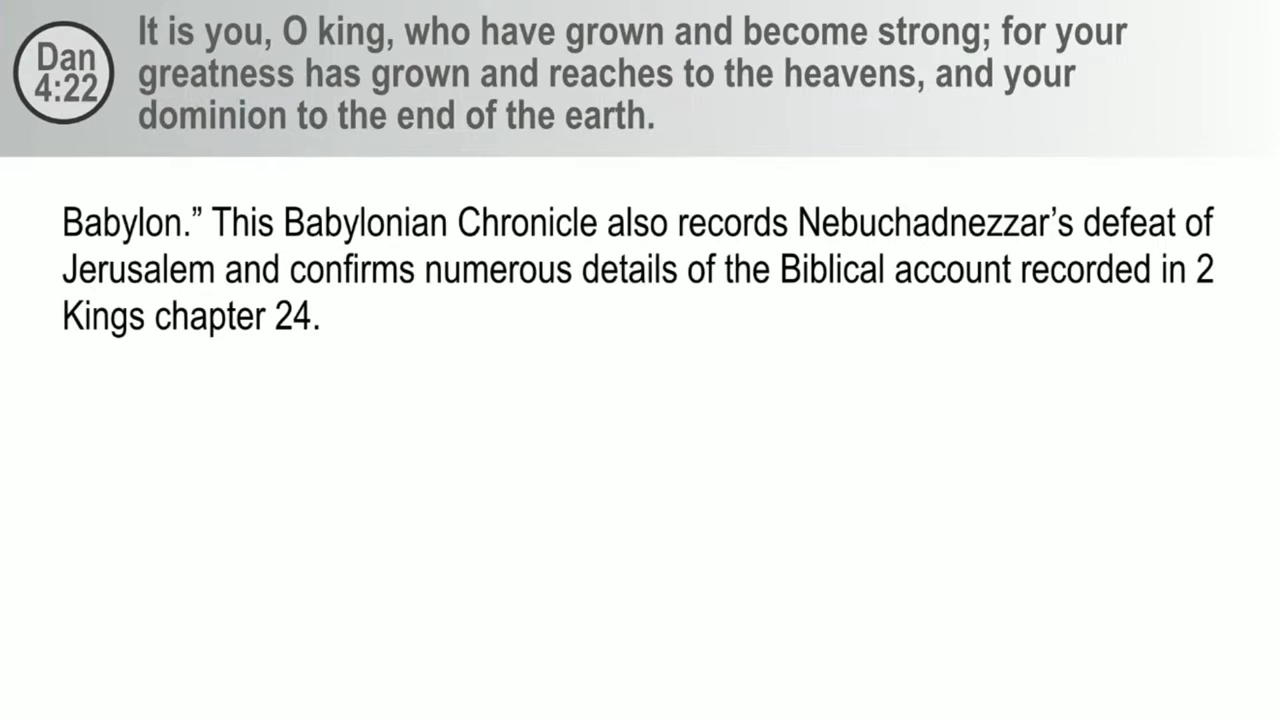 Dan
4:22
It is you, O king, who have grown and become strong; for your
greatness has grown and reaches to the heavens, and your
dominion to the end of the earth.
Babylon.” This Babylonian Chronicle also records Nebuchadnezzar’s defeat of
Jerusalem and confirms numerous details of the Biblical account recorded in 2
Kings chapter 24.